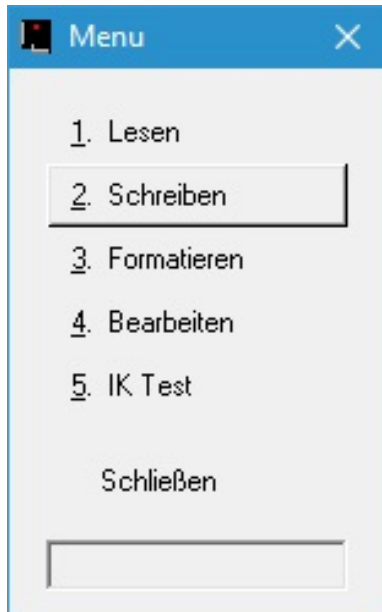 Menu
1. Lesen
2. Schreiben
3. Formatieren
4. Bearbeiten
5. IK Test
Schließen